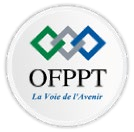 OFPPT
La Voie de l'Avenir